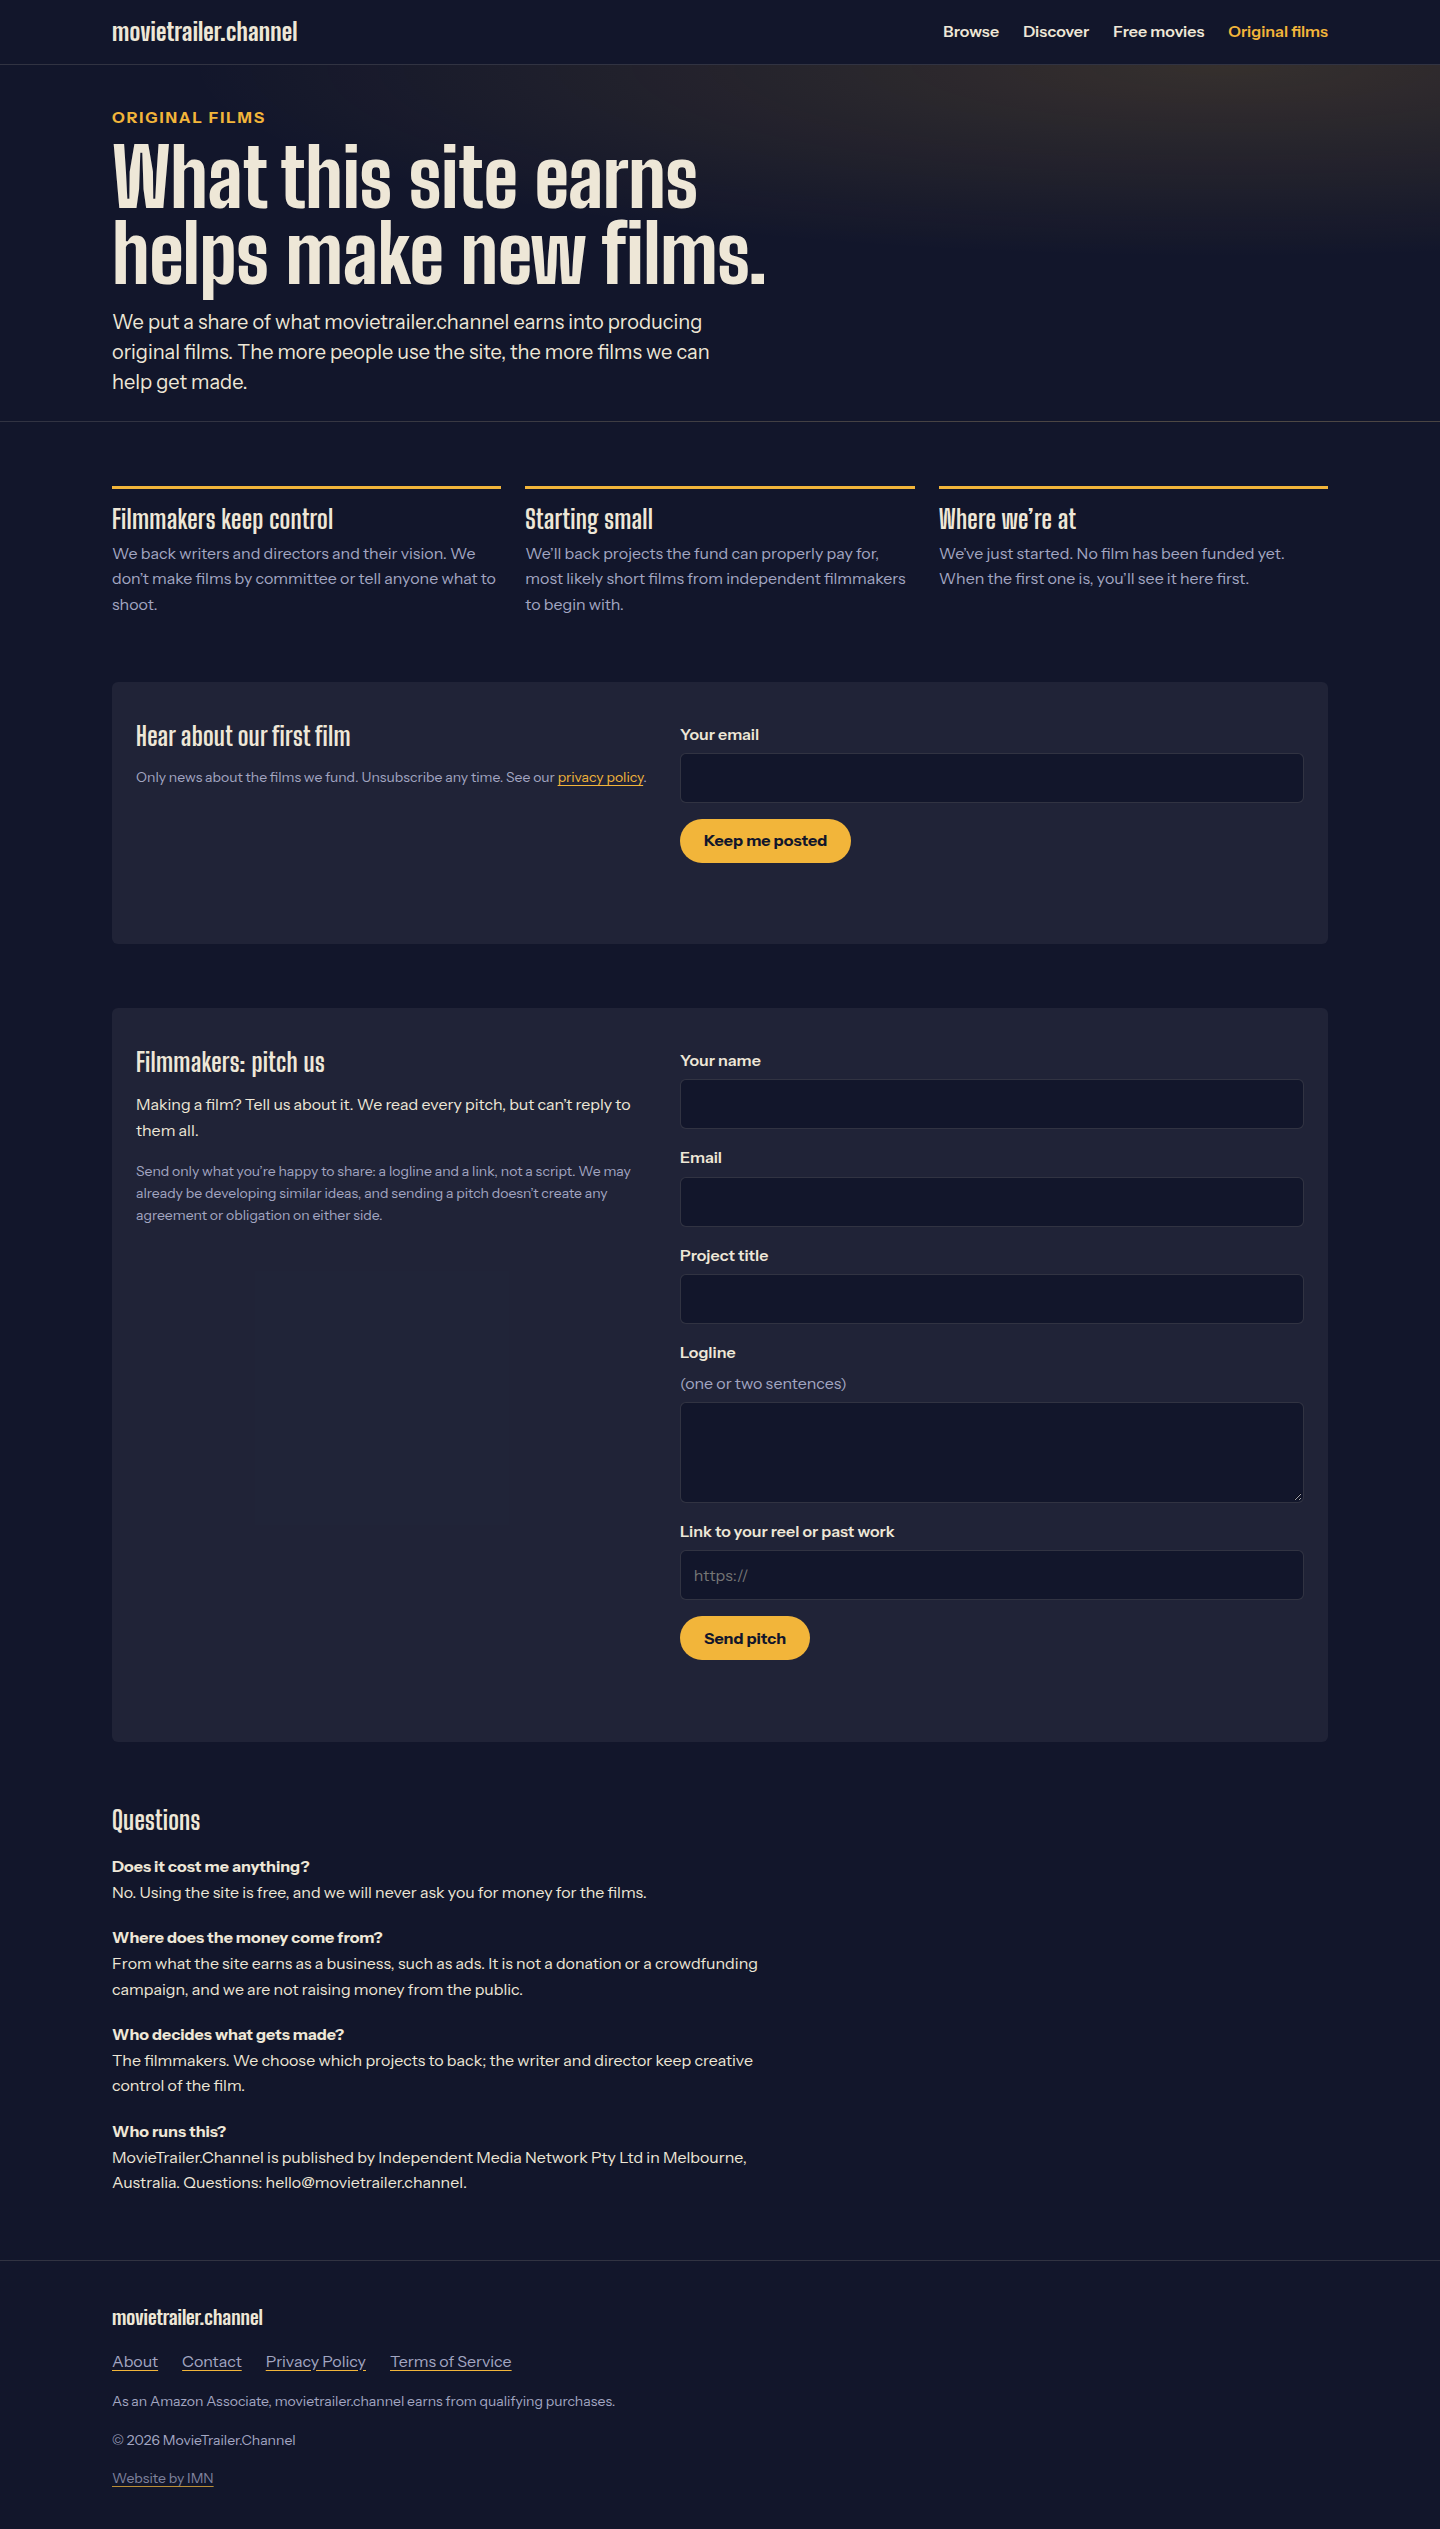 movietrailer.channel
Browse Discover Free movies Original films
ORIGINAL FILMS
What this site earns
helps make new films.
We put a share of what movietrailer.channel earns into producing
original films. The more people use the site, the more films we can
help get made.
Filmmakers keep control
We back writers and directors and their vision. We
don’t make films by committee or tell anyone what to
shoot.
Starting small
We’ll back projects the fund can properly pay for,
most likely short films from independent filmmakers
to begin with.
Where we’re at
We’ve just started. No film has been funded yet.
When the first one is, you’ll see it here first.
Hear about our first film
Only news about the films we fund. Unsubscribe any time. See our privacy policy.
Your email
Keep me posted
Filmmakers: pitch us
Making a film? Tell us about it. We read every pitch, but can’t reply to
them all.
Send only what you’re happy to share: a logline and a link, not a script. We may
already be developing similar ideas, and sending a pitch doesn’t create any
agreement or obligation on either side.
Your name
Email
Project title
Logline
(one or two sentences)
Link to your reel or past work
https://
Send pitch
Questions
Does it cost me anything?
No. Using the site is free, and we will never ask you for money for the films.
Where does the money come from?
From what the site earns as a business, such as ads. It is not a donation or a crowdfunding
campaign, and we are not raising money from the public.
Who decides what gets made?
The filmmakers. We choose which projects to back; the writer and director keep creative
control of the film.
Who runs this?
MovieTrailer.Channel is published by Independent Media Network Pty Ltd in Melbourne,
Australia. Questions: hello@movietrailer.channel.
movietrailer.channel
About Contact Privacy Policy Terms of Service
As an Amazon Associate, movietrailer.channel earns from qualifying purchases.
© 2026 MovieTrailer.Channel
Website by IMN